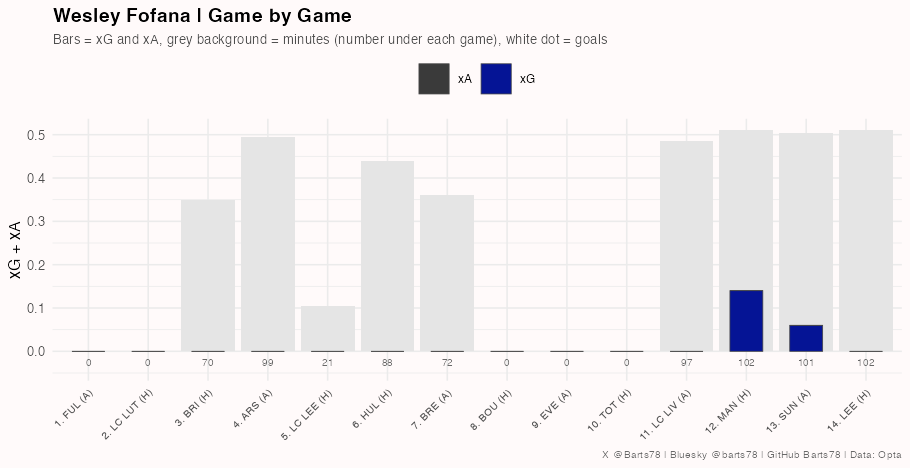 Wesley Fofana | Game by Game
Bars = xG and xA, grey background = minutes (number under each game), white dot = goals
xA xG
xG + xA
0.5
0.4
0.3
0.2
0.1
0.0
0 0 70 99 21 88 72 0 0 0 97 102 101 102
1. FUL (A)
2. LC LUT (H)
3. BRI (H)
4. ARS (A)
5. LC LEE (H)
6. HUL (H)
7. BRE (A)
8. BOU (H)
9. EVE (A)
10. TOT (H)
11. LC LIV (A)
12. MAN (H)
13. SUN (A)
14. LEE (H)
X @Barts78 | Bluesky @barts78 | GitHub Barts78 | Data: Opta